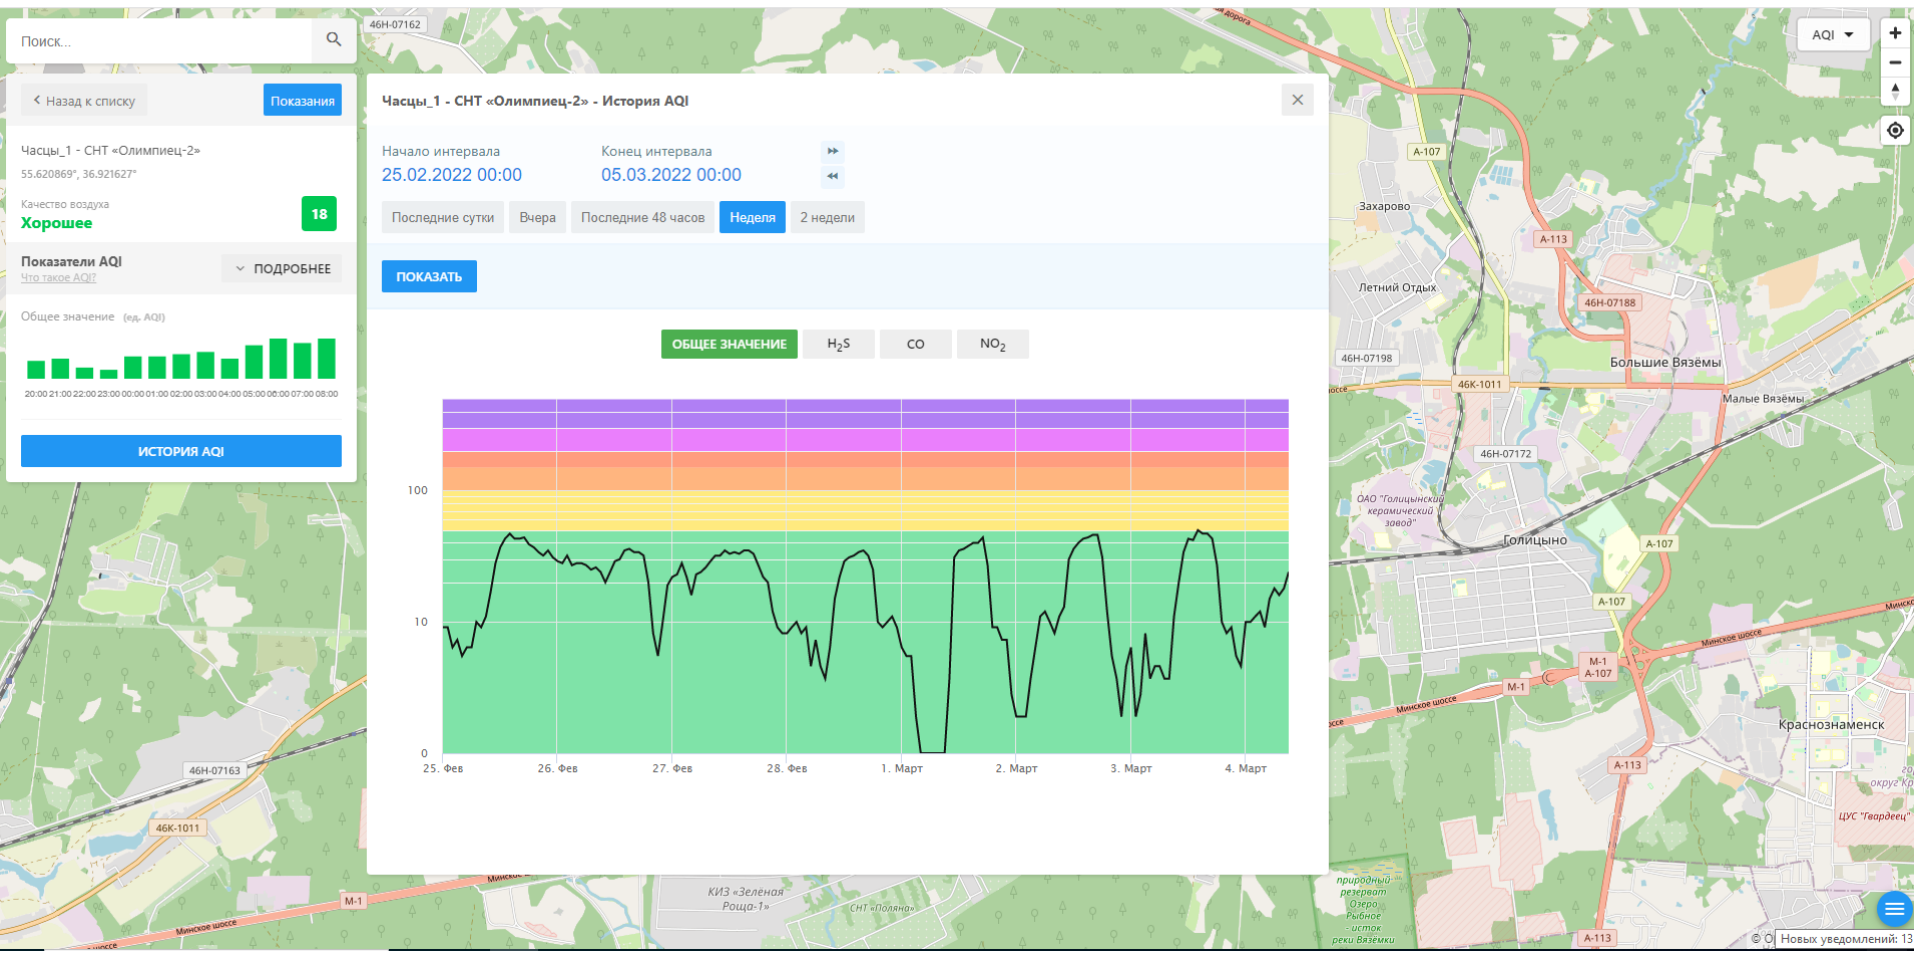 Поиск...
Назад к списку
Показания
Часцы_1 - СНТ «Олимпиец-2»
55.620869°, 36.921627°
Качество воздуха
Хорошее
18
Показатели AQI
Что такое AQI?
ПОДРОБНЕЕ
Общее значение (ед. AQI)
20:00 21:00 22:00 23:00 00:00 01:00 02:00 03:00 04:00 05:00 06:00 07:00 08:00
ИСТОРИЯ AQI
Часцы_1 - СНТ «Олимпиец-2» - История AQI
Начало интервала
25.02.2022 00:00
Конец интервала
05.03.2022 00:00
Последние сутки
Вчера
Последние 48 часов
Неделя
2 недели
ПОКАЗАТЬ
ОБЩЕЕ ЗНАЧЕНИЕ
H2S
CO
NO2
100
10
0
25. Фев
26. Фев
27. Фев
28. Фев
1. Март
2. Март
3. Март
4. Март
AQI
46Н-07162
А-107
Захарово
А-113
Летний Отдых
46Н-07188
46Н-07198
Большие Вязёмы
46К-1011
Малые Вязёмы
46Н-07172
ОАО "Голицынский
керамический
завод"
Голицыно
А-107
А-107
Минское шоссе
М-1
А-107
М-1
Минское шоссе
Краснознаменск
А-113
округ Кр
ЦУС "Гвардеец"
46Н-07163
46К-1011
М-1
Минское шоссе
КИЗ «Зелёная
Роща-1»
СНТ «Поляна»
природный
резерват
Озеро
Рыбное
- исток
реки Вязёмки
А-113
Новых уведомлений: 13